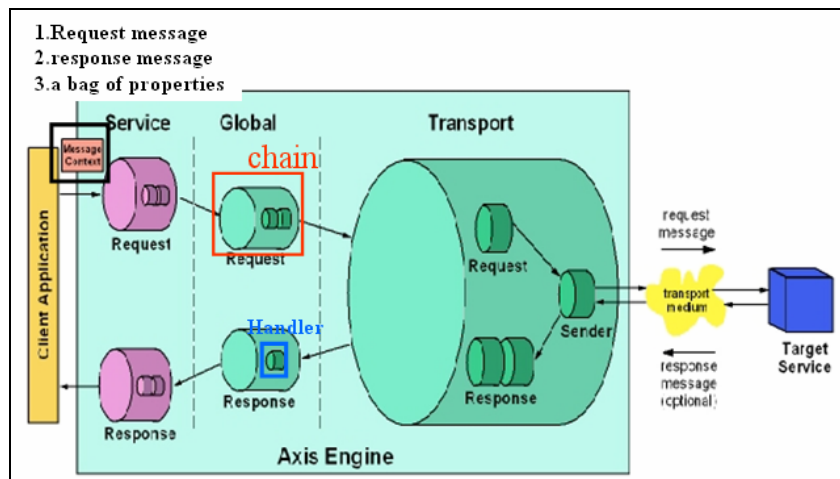 1.Request message
2.response message
3.a bag of properties
Service
Global
Transport
Message
Context
chain
Request
Request
Request
request
message
Client Application
Sender
transport
medium
Handler
Target
Service
Response
Response
Response
response
message
(optional)
Axis Engine